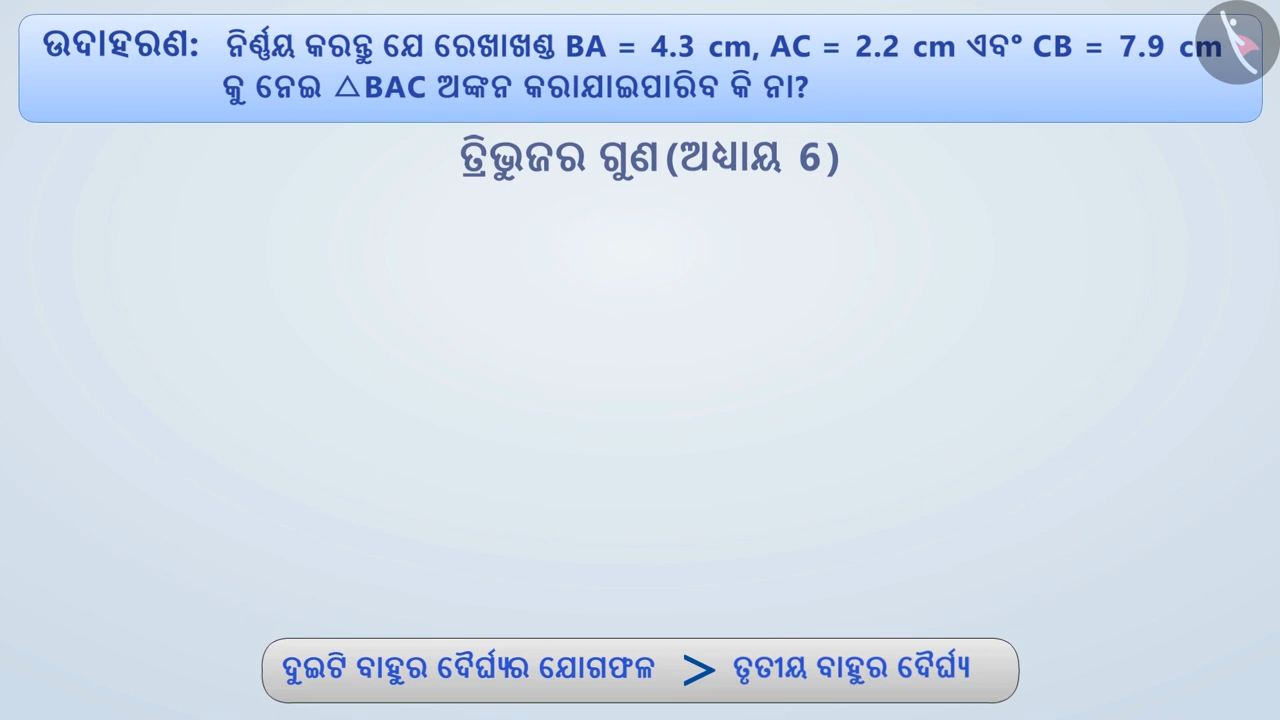 ଉଦାହରଣ: ନିର୍ଣ୍ଣୟ କରନ୍ତୁ ଯେ ରେଖାଖଣ୍ଡ BA = 4.3 cm, AC = 2.2 cm ଏବଂ CB = 7.9 cm
କୁ ନେଇ △BAC ଅଙ୍କନ କରାଯାଇପାରିବ କି ନା?
ତ୍ରିଭୁଜର ଗୁଣ (ଅଧ୍ୟାୟ 6)
ଦୁଇଟି ବାହୁର ଦୈର୍ଘ୍ୟର ଯୋଗଫଳ > ତୃତୀୟ ବାହୁର ଦୈର୍ଘ୍ୟ